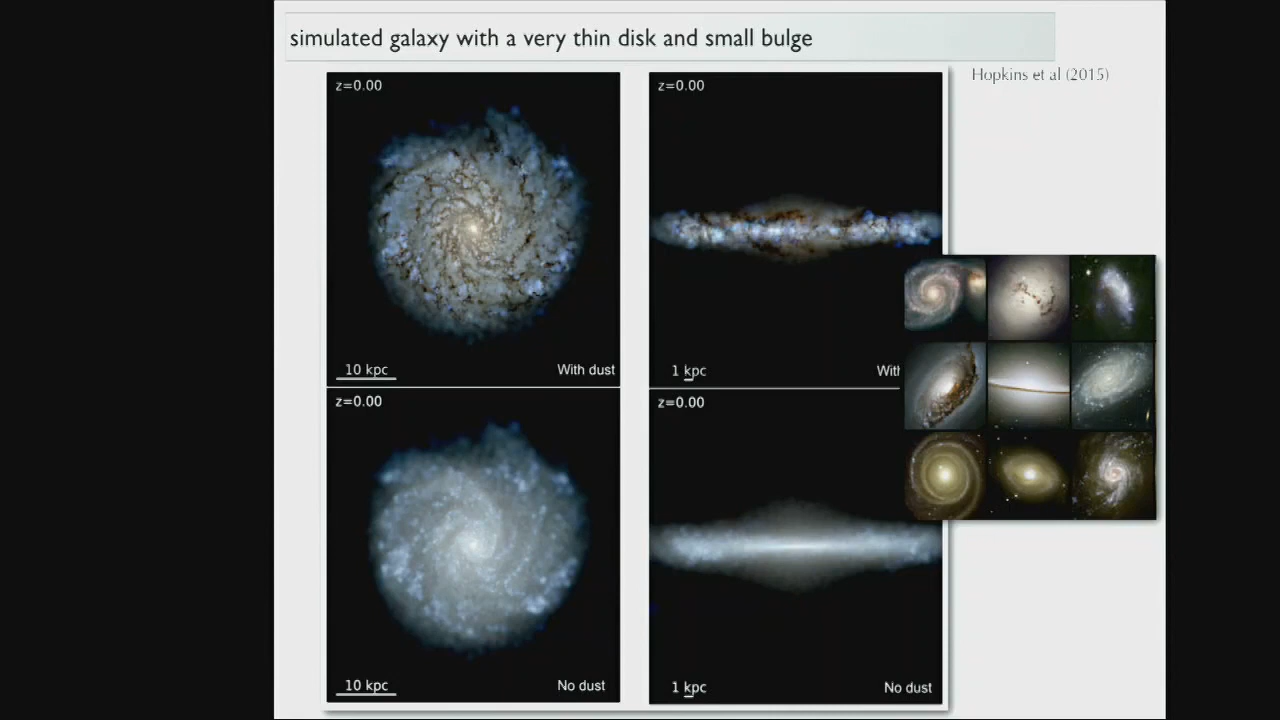 simulated galaxy with a very thin disk and small bulge
Hopkins et al (2015)
z=0.00
z=0.00
10 kpc
With dust
1 kpc
With
z=0.00
z=0.00
10 kpc
No dust
1 kpc
No dust